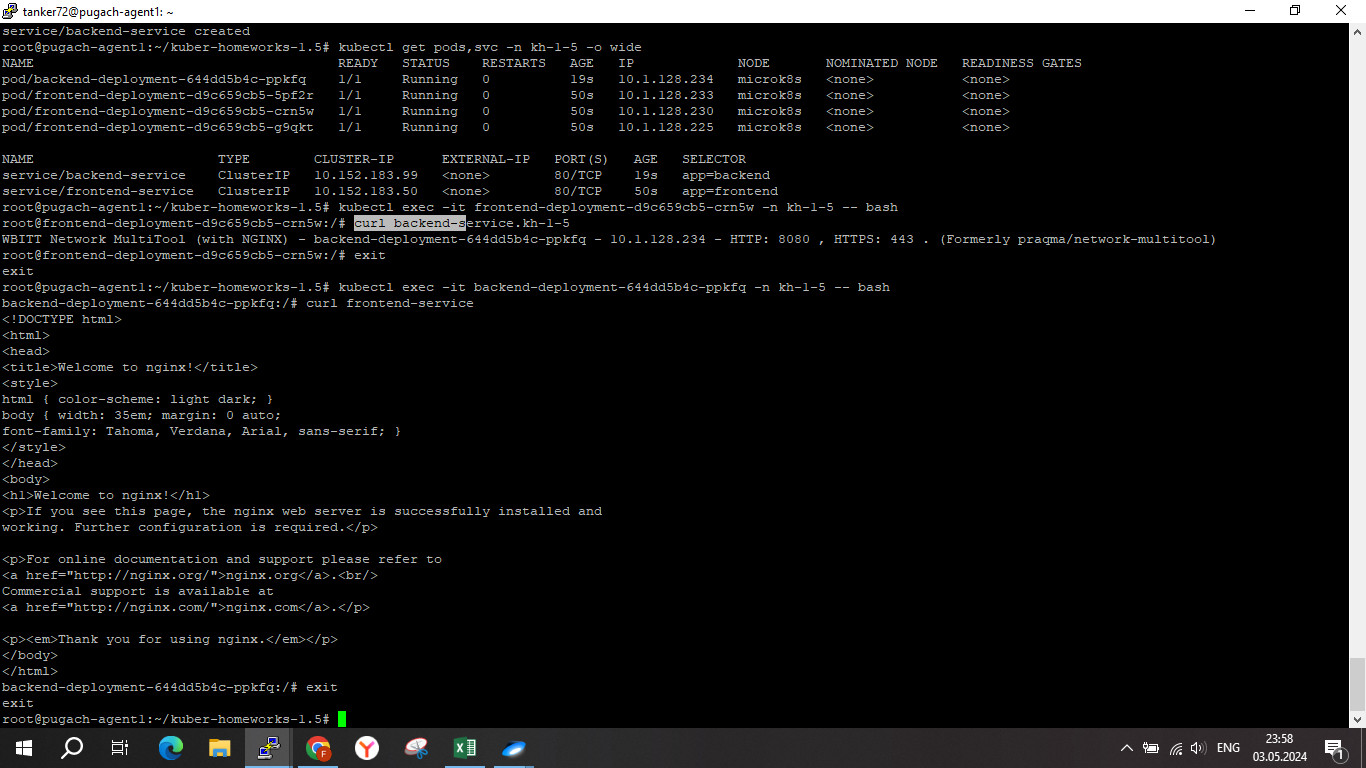 tanker72@pugach-agent1: ~
service/backend-service created
root@pugach-agent1:~/kuber-homeworks-1.5# kubectl get pods,svc -n kh-1-5 -o wide
NAME READY STATUS RESTARTS AGE IP NODE NOMINATED NODE READINESS GATES
pod/backend-deployment-644dd5b4c-ppkfq 1/1 Running 0 19s 10.1.128.234 microk8s <none> <none>
pod/frontend-deployment-d9c659cb5-5pf2r 1/1 Running 0 50s 10.1.128.233 microk8s <none> <none>
pod/frontend-deployment-d9c659cb5-crn5w 1/1 Running 0 50s 10.1.128.230 microk8s <none> <none>
pod/frontend-deployment-d9c659cb5-g9qkt 1/1 Running 0 50s 10.1.128.225 microk8s <none> <none>
NAME TYPE CLUSTER-IP EXTERNAL-IP PORT(S) AGE SELECTOR
service/backend-service ClusterIP 10.152.183.99 <none> 80/TCP 19s app=backend
service/frontend-service ClusterIP 10.152.183.50 <none> 80/TCP 50s app=frontend
root@pugach-agent1:~/kuber-homeworks-1.5# kubectl exec -it frontend-deployment-d9c659cb5-crn5w -n kh-1-5 -- bash
root@frontend-deployment-d9c659cb5-crn5w:/# curl backend-service.kh-1-5
WBITT Network MultiTool (with NGINX) - backend-deployment-644dd5b4c-ppkfq - 10.1.128.234 - HTTP: 8080 , HTTPS: 443 . (Formerly praqma/network-multitool)
root@frontend-deployment-d9c659cb5-crn5w:/# exit
exit
root@pugach-agent1:~/kuber-homeworks-1.5# kubectl exec -it backend-deployment-644dd5b4c-ppkfq -n kh-1-5 -- bash
backend-deployment-644dd5b4c-ppkfq:/# curl frontend-service
<!DOCTYPE html>
<html>
<head>
<title>Welcome to nginx!</title>
<style>
html { color-scheme: light dark; }
body { width: 35em; margin: 0 auto;
font-family: Tahoma, Verdana, Arial, sans-serif; }
</style>
</head>
<body>
<h1>Welcome to nginx!</h1>
<p>If you see this page, the nginx web server is successfully installed and
working. Further configuration is required.</p>
<p>For online documentation and support please refer to
<a href="http://nginx.org/">nginx.org</a>.<br/>
Commercial support is available at
<a href="http://nginx.com/">nginx.com</a>.</p>
<p><em>Thank you for using nginx.</em></p>
</body>
</html>
backend-deployment-644dd5b4c-ppkfq:/# exit
exit
root@pugach-agent1:~/kuber-homeworks-1.5#
ENG
23:58
03.05.2024
1